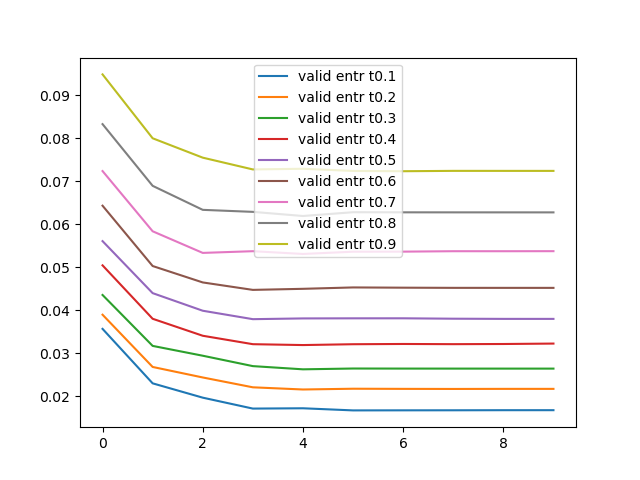 valid entr t0.1
valid entr t0.2
valid entr t0.3
valid entr t0.4
valid entr t0.5
valid entr t0.6
valid entr t0.7
valid entr t0.8
valid entr t0.9
0.09
0.08
0.07
0.06
0.05
0.04
0.03
0.02
0 2 4 6 8